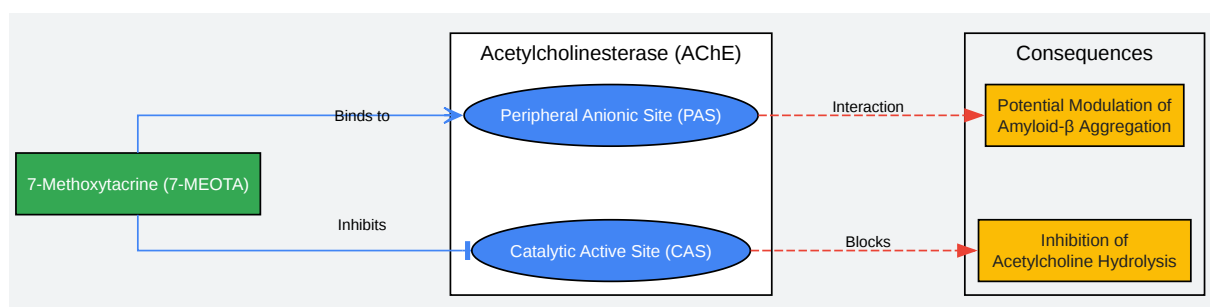 Acetylcholinesterase (AChE)
Consequences
Binds to
Peripheral Anionic Site (PAS)
Interaction
Potential Modulation of
Amyloid-β Aggregation
7-Methoxytacrine (7-MEOTA)
Inhibits
Catalytic Active Site (CAS)
Blocks
Inhibition of
Acetylcholine Hydrolysis